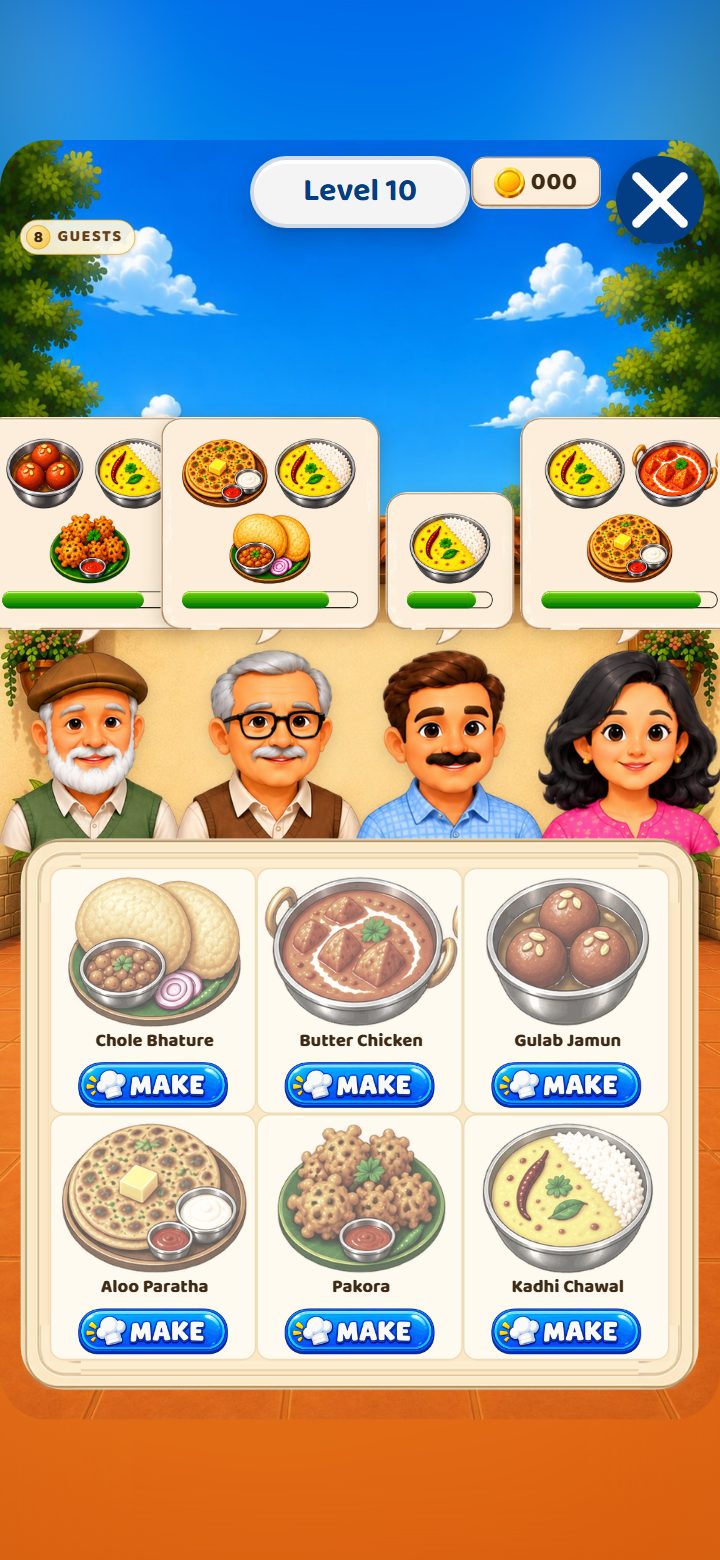 Level 10
000
8 GUESTS
Chole Bhature
Butter Chicken
Gulab Jamun
MAKE
MAKE
MAKE
Aloo Paratha
Pakora
Kadhi Chawal
MAKE
MAKE
MAKE